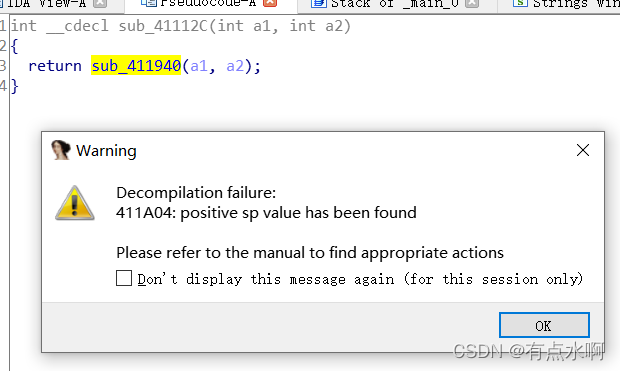 IDA View-A Pseudocode-A Stack of _main_0 Strings win
1 int __cdecl sub_41112C(int a1, int a2)
2 {
3 return sub_411940(a1, a2);
4 }
Warning
Decompilation failure:
411A04: positive sp value has been found
Please refer to the manual to find appropriate actions
Don't display this message again (for this session only)
OK
CSDN @有点水啊